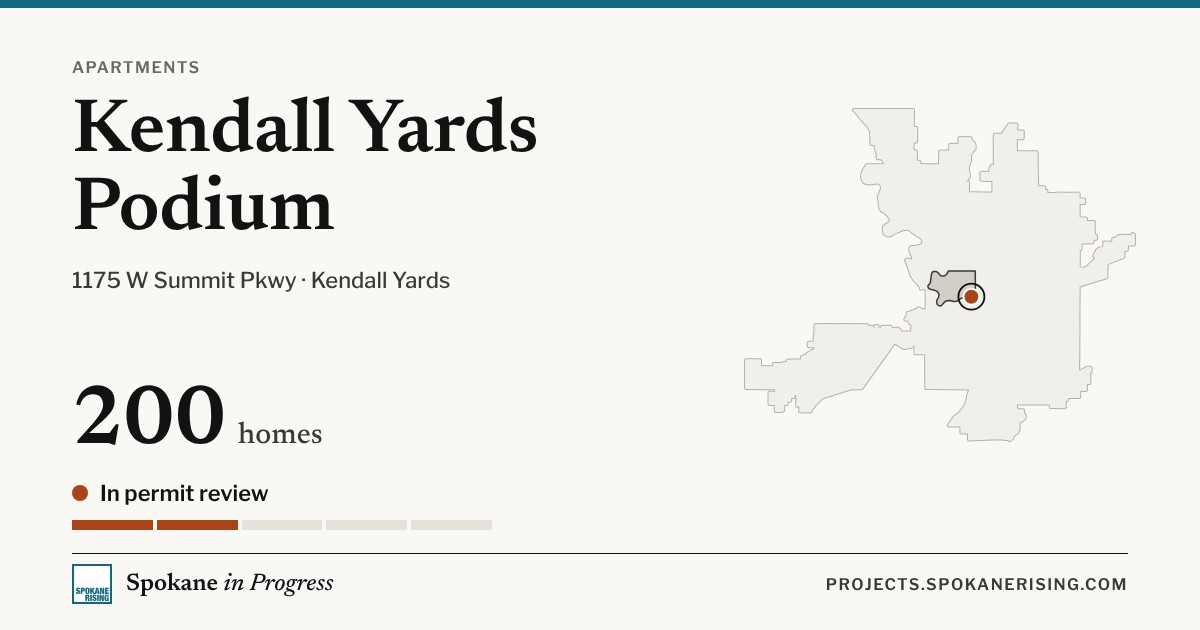 APARTMENTS
Kendall Yards
Podium
1175 W Summit Pkwy · Kendall Yards
200 homes
In permit review
SPOKANE
RISING
Spokane in Progress
PROJECTS.SPOKANERISING.COM